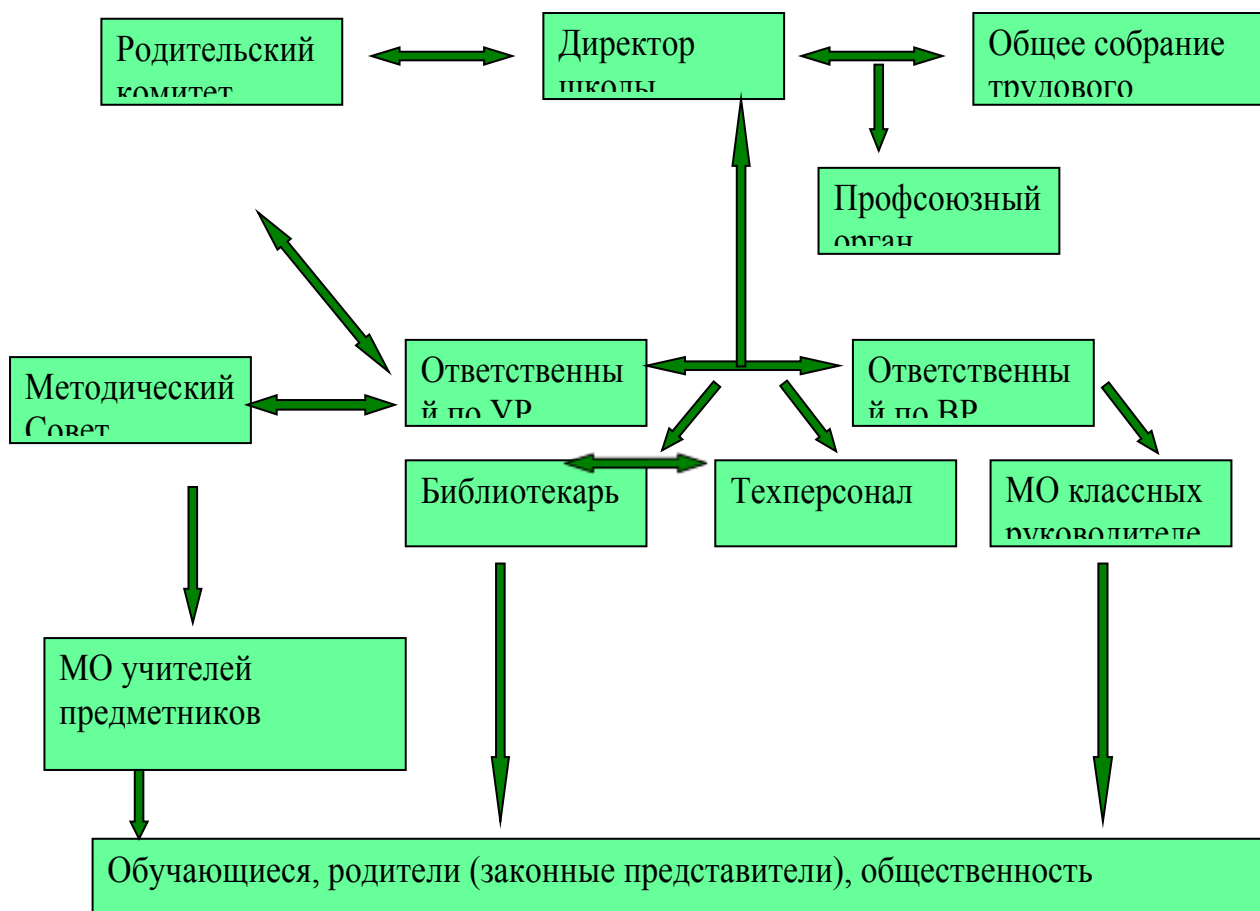 Родительский
комитет
Директор
школы
Общее собрание
трудового
Профсоюзный
орган
Методический
Совет
Ответственны
й по УР
Ответственны
й по ВР
Библиотекарь
Техперсонал
МО классных
руководителе
МО учителей
предметников
Обучающиеся, родители (законные представители), общественность